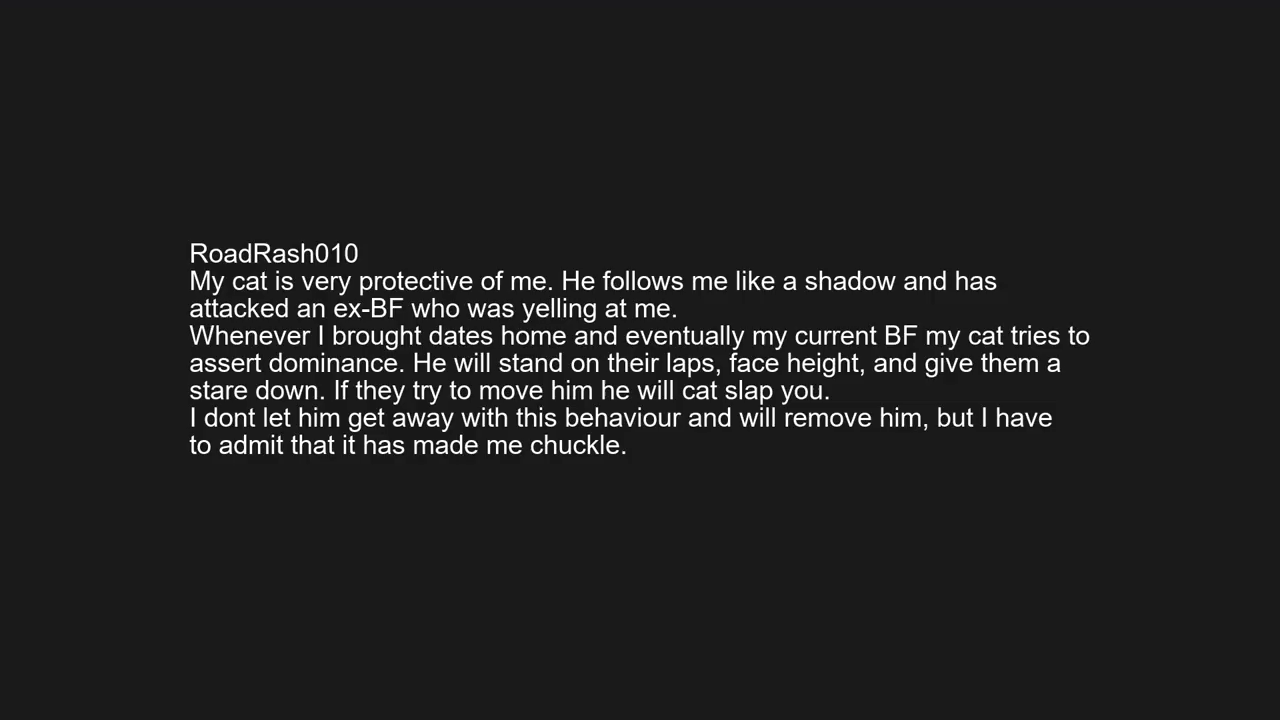 RoadRash010
My cat is very protective of me. He follows me like a shadow and has
attacked an ex-BF who was yelling at me.
Whenever I brought dates home and eventually my current BF my cat tries to
assert dominance. He will stand on their laps, face height, and give them a
stare down. If they try to move him he will cat slap you.
I dont let him get away with this behaviour and will remove him, but I have
to admit that it has made me chuckle.